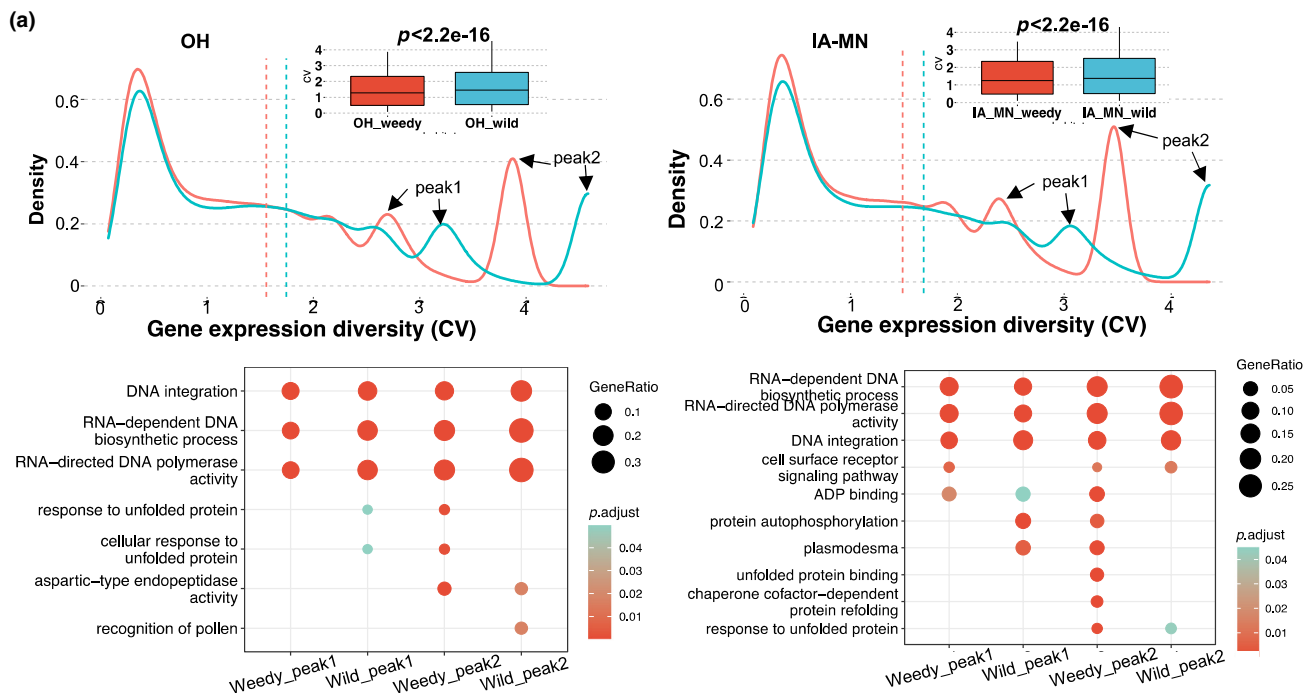 (a)
OH
p<2.2e-16
4
3
2
1
0
CV
OH_weedy
OH_wild
0.6
0.4
0.2
0
Density
peak1
peak2
0
1
2
3
4
Gene expression diversity (CV)
IA-MN
p<2.2e-16
4
3
2
1
0
CV
IA_MN_weedy
IA_MN_wild
0.6
0.4
0.2
0
Density
peak1
peak2
0
1
2
3
4
Gene expression diversity (CV)
DNA integration
RNA−dependent DNA
biosynthetic process
RNA−directed DNA polymerase
activity
response to unfolded protein
cellular response to
unfolded protein
aspartic−type endopeptidase
activity
recognition of pollen
Weedy_peak1
Wild_peak1
Weedy_peak2
Wild_peak2
GeneRatio
0.1
0.2
0.3
p.adjust
0.04
0.03
0.02
0.01
RNA−dependent DNA
biosynthetic process
RNA−directed DNA polymerase
activity
DNA integration
cell surface receptor
signaling pathway
ADP binding
protein autophosphorylation
plasmodesma
unfolded protein binding
chaperone cofactor−dependent
protein refolding
response to unfolded protein
Weedy_peak1
Wild_peak1
Weedy_peak2
Wild_peak2
GeneRatio
0.05
0.10
0.15
0.20
0.25
p.adjust
0.04
0.03
0.02
0.01